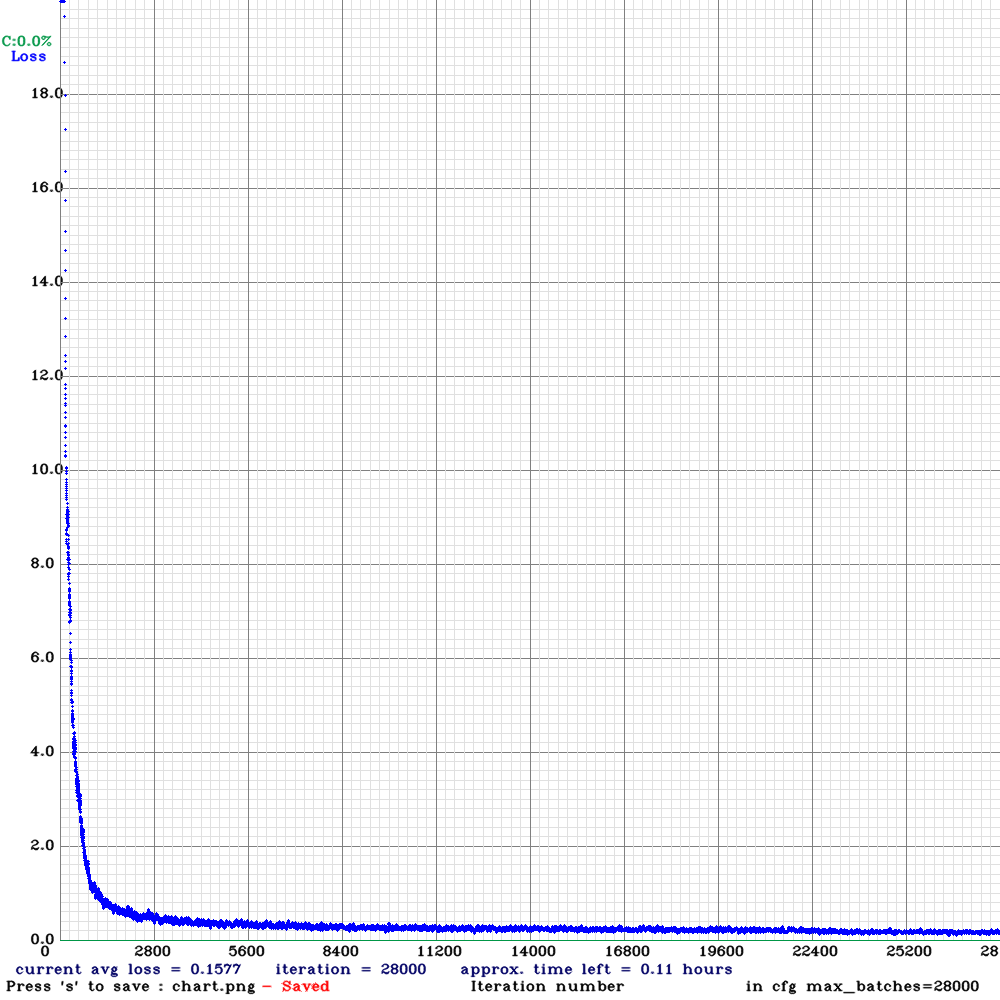 C:0.0%
Loss
18.0
16.0
14.0
12.0
10.0
8.0
6.0
4.0
2.0
0.0
0 2800 5600 8400 11200 14000 16800 19600 22400 25200 28
current avg loss = 0.1577 iteration = 28000 approx. time left = 0.11 hours
Press 's' to save : chart.png - Saved Iteration number in cfg max_batches=28000